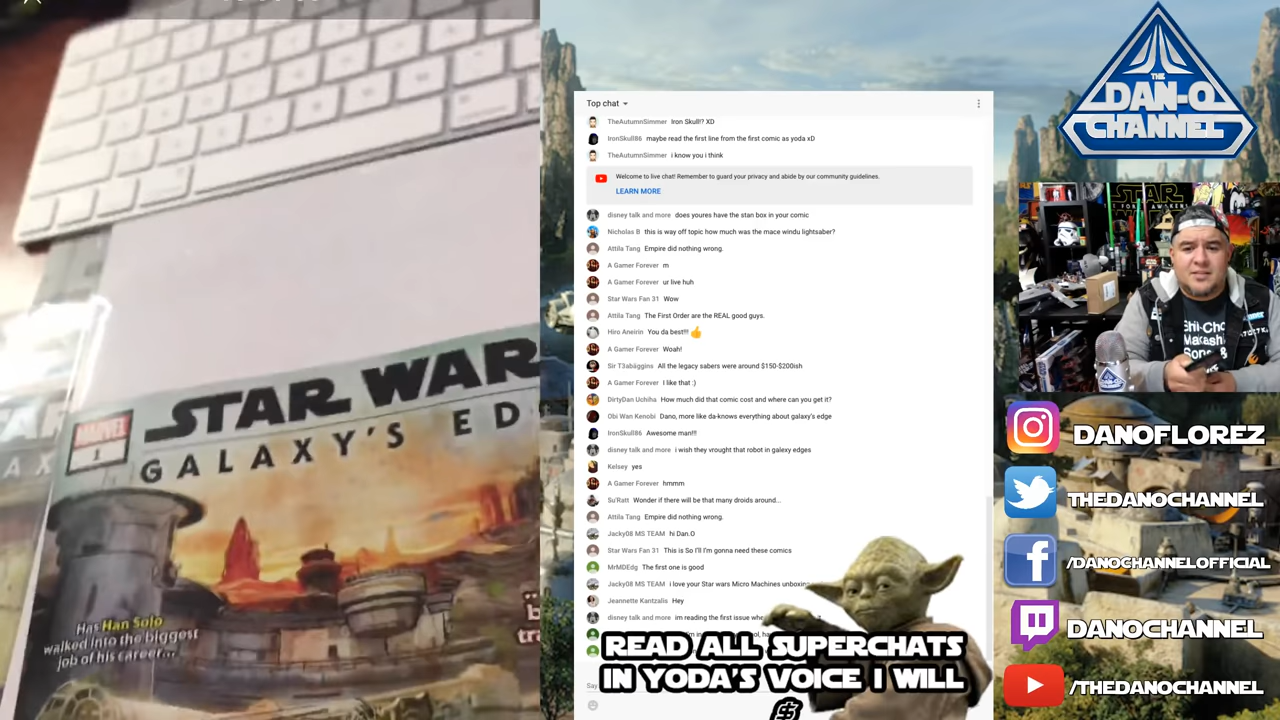 STAR WAR
MARVEL
1
GALAXY'S ED
AX
Has Han Solo
walked into the biggest
job of his career...
Top chat
TheAutumnSimmer Iron Skull!? XD
IronSkull86 maybe read the first line from the first comic as yoda xD
TheAutumnSimmer i know you i think
Welcome to live chat! Remember to guard your privacy and abide by our community guidelines.
LEARN MORE
disney talk and more does youres have the stan box in your comic
Nicholas B this is way off topic how much was the mace windu lightsaber?
Attila Tang Empire did nothing wrong.
A Gamer Forever m
A Gamer Forever ur live huh
Star Wars Fan 31 Wow
Attila Tang The First Order are the REAL good guys.
Hiro Aneirin You da best!!! 👍
A Gamer Forever Woah!
Sir T3abäggins All the legacy sabers were around $150-$200ish
A Gamer Forever I like that :)
DirtyDan Uchiha How much did that comic cost and where can you get it?
Obi Wan Kenobi Dano, more like da-knows everything about galaxy's edge
IronSkull86 Awesome man!!!
disney talk and more i wish they vrought that robot in galexy edges
Kelsey yes
A Gamer Forever hmmm
Su'Ratt Wonder if there will be that many droids around...
Attila Tang Empire did nothing wrong.
Jacky08 MS TEAM hi Dan.O
Star Wars Fan 31 This is So I'll I'm gonna need these comics
MrMDEdg The first one is good
Jacky08 MS TEAM i love your Star wars Micro Machines unboxing
Jeannette Kantzalis Hey
disney talk and more im reading the first issue
READ ALL SUPERCHATS
IN YODA'S VOICE I WILL
$
Say
THE
DAN-O
CHANNEL
STAR
DANOFLOREZ
THEDANOCHANNEL
/DANOCHANNELOFFICIAL
DANOCHANNEL
/THEDANOCHANNEL